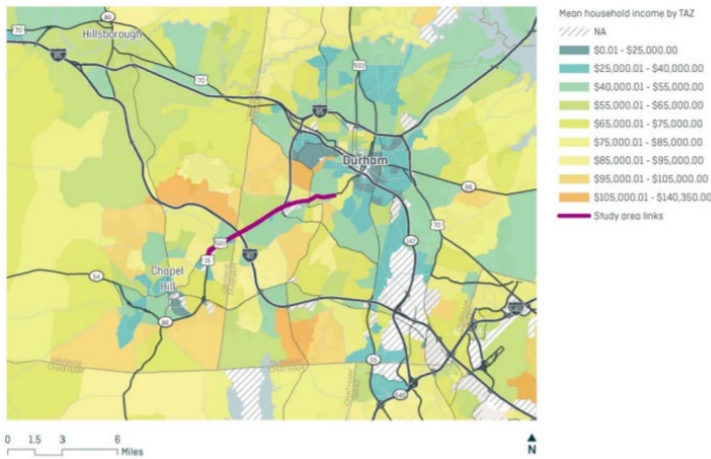 Mean household income by TAZ
NA
$0.01 - $25,000.00
$25,000.01 - $40,000.00
$40,000.01 - $55,000.00
$55,000.01 - $65,000.00
$65,000.01 - $75,000.00
$75,000.01 - $85,000.00
$85,000.01 - $95,000.00
$95,000.01 - $105,000.00
$105,000.01 - $140,350.00
Study area links
86
70
Hillsborough
70
501
Durham
98
70
147
15
40
54
Chapel
Hill
86
55
540
0 1.5 3 6
Miles
N